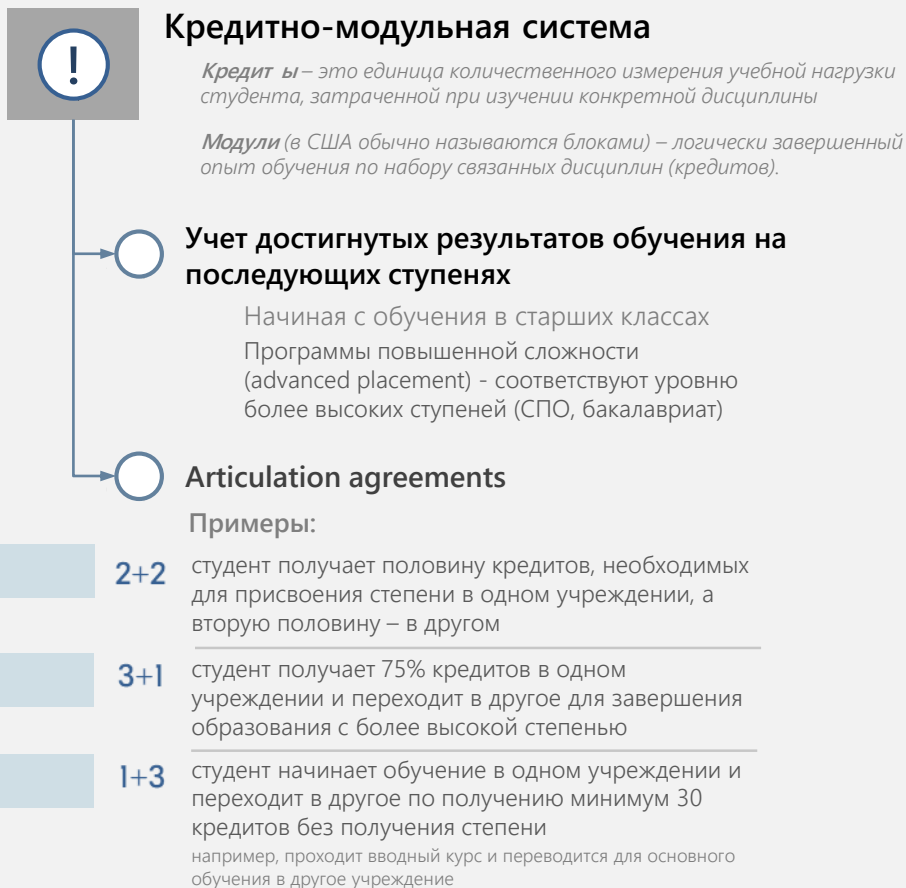 !
Кредитно-модульная система
Кредит ы – это единица количественного измерения учебной нагрузки
студента, затраченной при изучении конкретной дисциплины
Модули (в США обычно называются блоками) – логически завершенный
опыт обучения по набору связанных дисциплин (кредитов).
Учет достигнутых результатов обучения на
последующих ступенях
Начиная с обучения в старших классах
Программы повышенной сложности
(advanced placement) - соответствуют уровню
более высоких ступеней (СПО, бакалавриат)
Articulation agreements
Примеры:
2+2 студент получает половину кредитов, необходимых
для присвоения степени в одном учреждении, а
вторую половину – в другом
3+1 студент получает 75% кредитов в одном
учреждении и переходит в другое для завершения
образования с более высокой степенью
1+3 студент начинает обучение в одном учреждении и
переходит в другое по получению минимум 30
кредитов без получения степени
например, проходит вводный курс и переводится для основного
обучения в другое учреждение